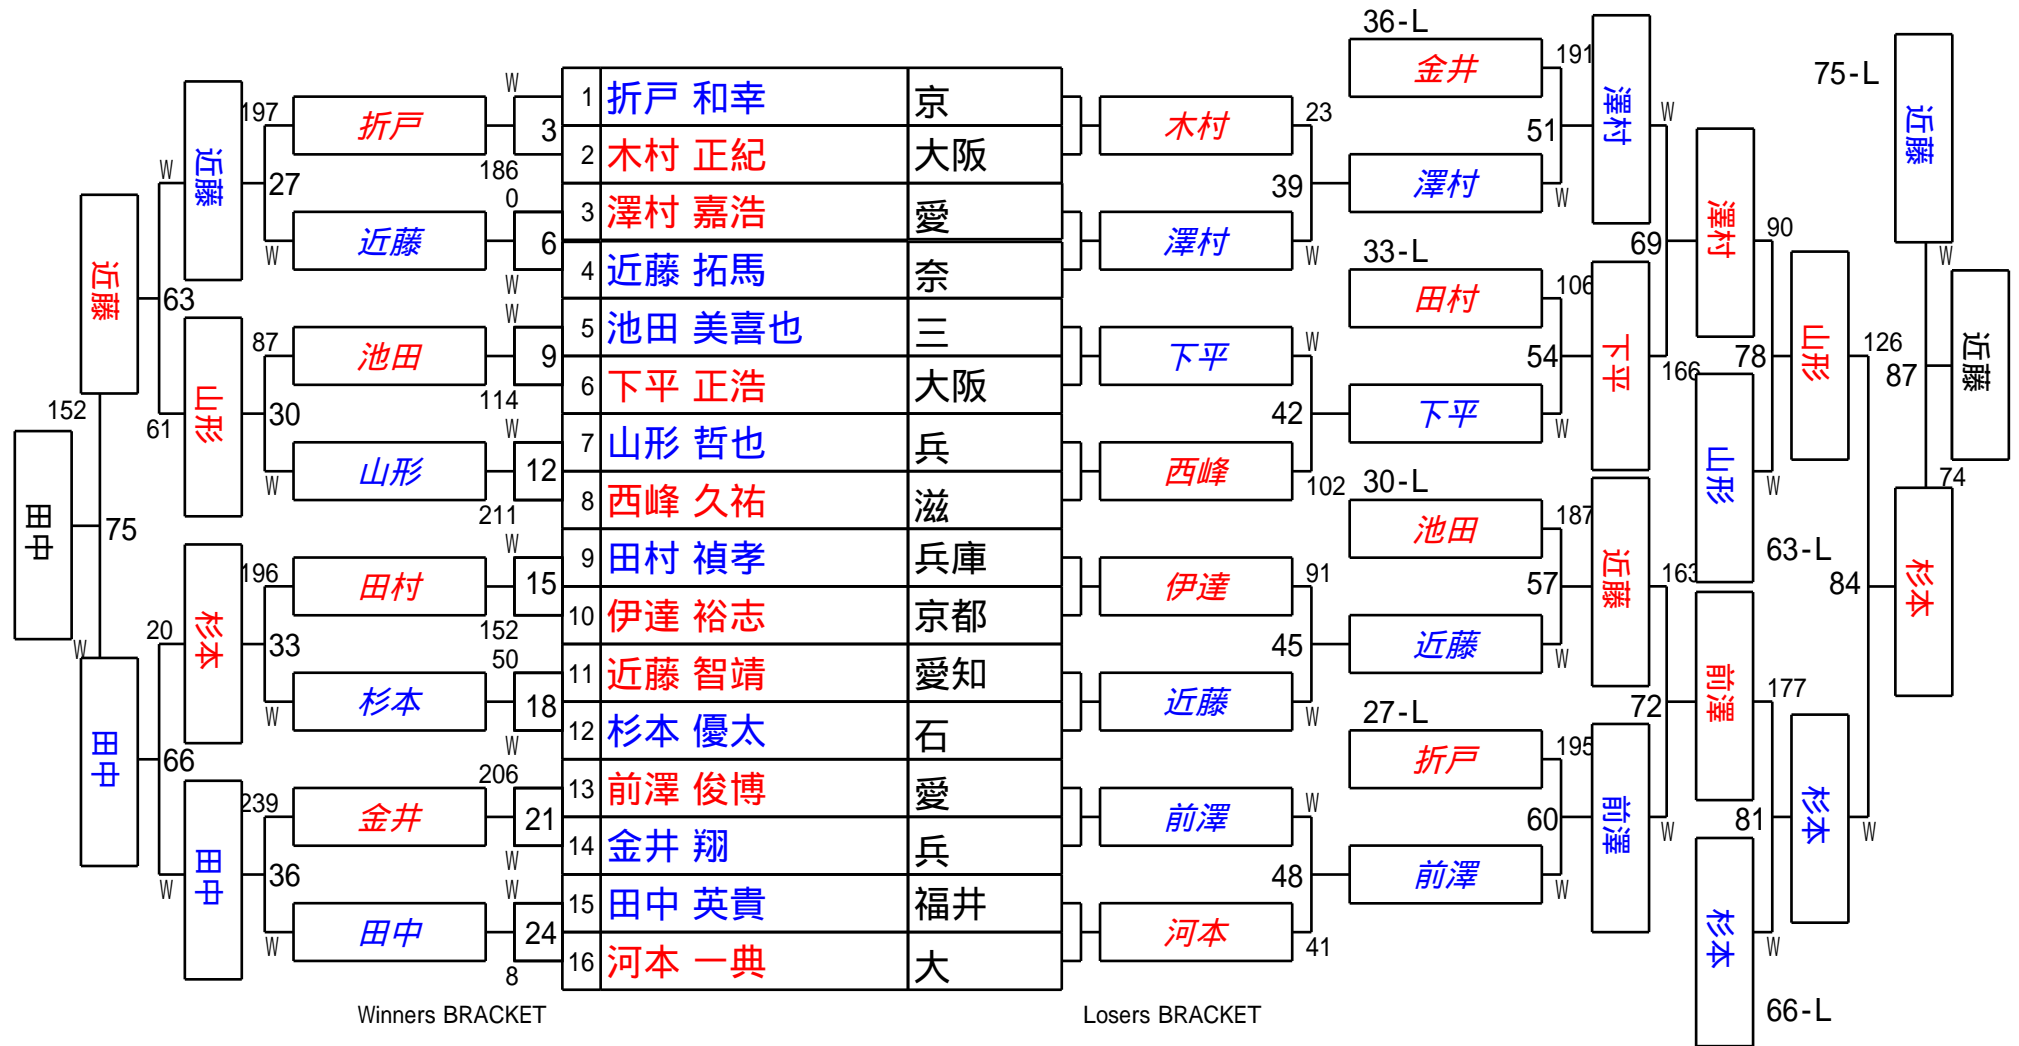 36-L
金井
191
澤村
W
75-L
近藤
近藤
197
折戸
W
3
1 折戸 和幸 京
木村
23
51
186
2 木村 正紀 大阪
澤村
90
W
27
0
39
澤村
W
近藤
W
近藤
6
3 澤村 嘉浩 愛
澤村
W
69
山形
W
W
4 近藤 拓馬 奈
33-L
田村
106
下平
63
近藤
87
池田
W
9
5 池田 美喜也 三
下平
W
54
166
78
126
87
114
6 下平 正浩 大阪
山形
61
30
W
42
下平
W
山形
W
152
山形
W
12
7 山形 哲也 兵
西峰
102
30-L
74
211
8 西峰 久祐 滋
池田
187
近藤
63-L
田中
75
杉本
196
田村
W
15
9 田村 禎孝 兵庫
伊達
91
57
163
84
杉本
152
10 伊達 裕志 京都
W
20
33
50
45
近藤
W
前澤
177
杉本
W
18
11 近藤 智靖 愛知
近藤
W
27-L
72
W
12 杉本 優太 石
折戸
195
前澤
田中
66
田中
239
金井
206
21
13 前澤 俊博 愛
前澤
W
60
W
81
杉本
W
W
14 金井 翔 兵
W
36
W
48
前澤
W
杉本
W
田中
W
24
15 田中 英貴 福井
河本
41
8
16 河本 一典 大
66-L
Winners BRACKET
Losers BRACKET
近藤